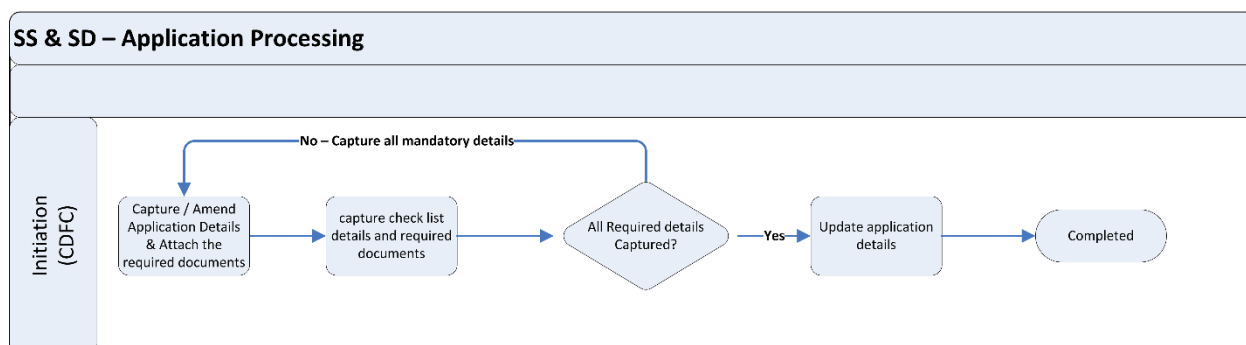 SS & SD – Application Processing
Initiation
(CDFC)
No – Capture all mandatory details
Capture / Amend
Application Details
& Attach the
required documents
capture check list
details and required
documents
All Required details
Captured?
Yes
Update application
details
Completed